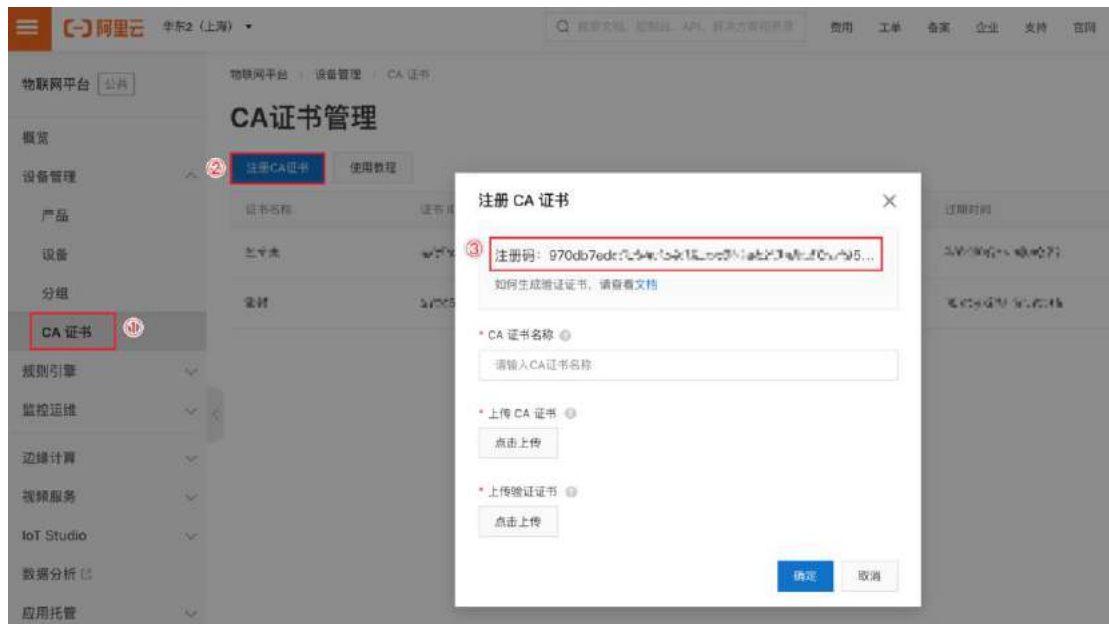 阿里云 华东2（上海） 费用 工单 备案 企业 支持 官网
物联网平台 公共
物联网平台 设备管理 CA 证书
CA证书管理
概览
② 注册CA证书 使用教程
设备管理
证书名称
过期时间
产品
设备
分组
CA 证书 ①
规则引擎
监控运维
边缘计算
视频服务
IoT Studio
数据分析
应用托管
注册 CA 证书
③ 注册码：
如何生成验证证书，请查看文档
* CA 证书名称
请输入CA证书名称
* 上传 CA 证书
点击上传
* 上传验证证书
点击上传
确定 取消